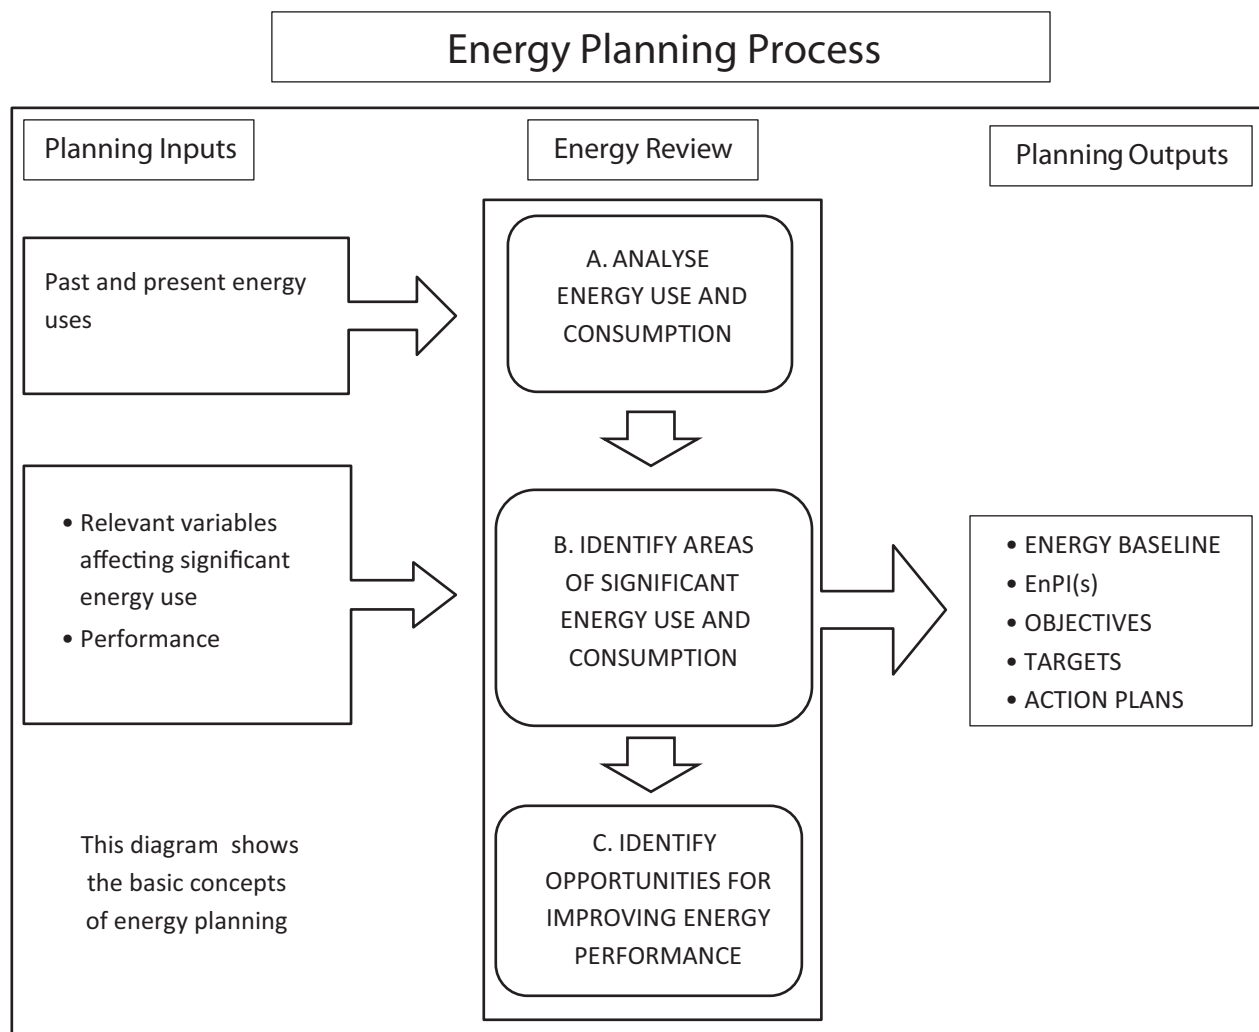 Energy Planning Process
Planning Inputs
Energy Review
Planning Outputs
Past and present energy
uses
A. ANALYSE
ENERGY USE AND
CONSUMPTION
• Relevant variables
affecting significant
energy use
• Performance
B. IDENTIFY AREAS
OF SIGNIFICANT
ENERGY USE AND
CONSUMPTION
• ENERGY BASELINE
• EnPI(s)
• OBJECTIVES
• TARGETS
• ACTION PLANS
This diagram shows
the basic concepts
of energy planning
C. IDENTIFY
OPPORTUNITIES FOR
IMPROVING ENERGY
PERFORMANCE